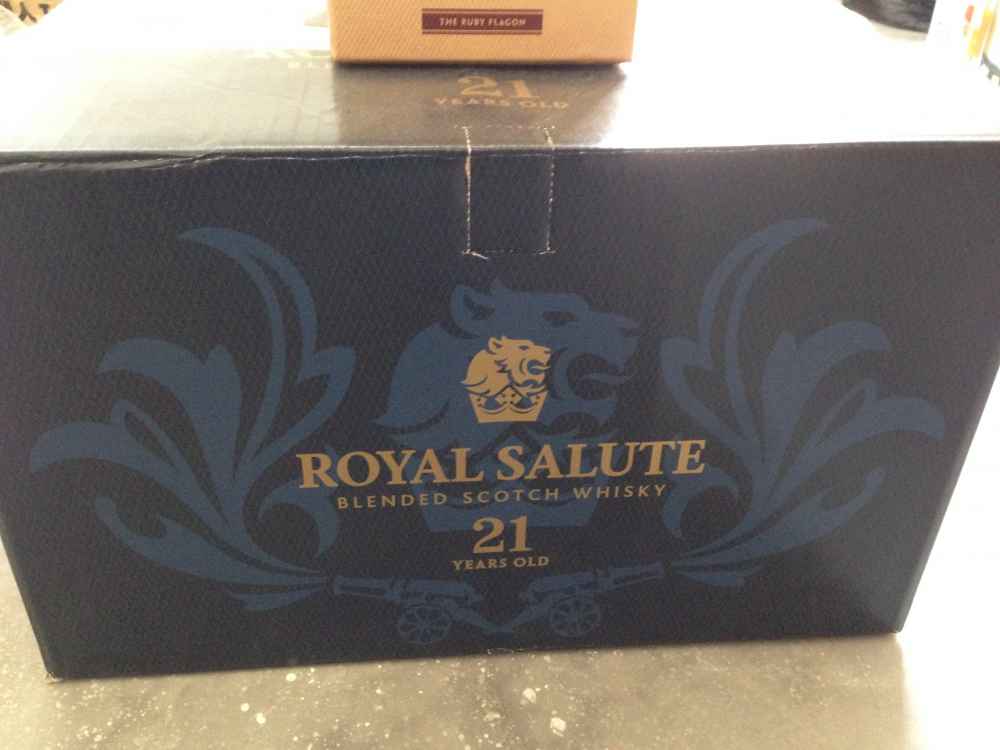 THE RUBY FLAGON
21
YEARS OLD
ROYAL SALUTE
BLENDED SCOTCH WHISKY
21
YEARS OLD